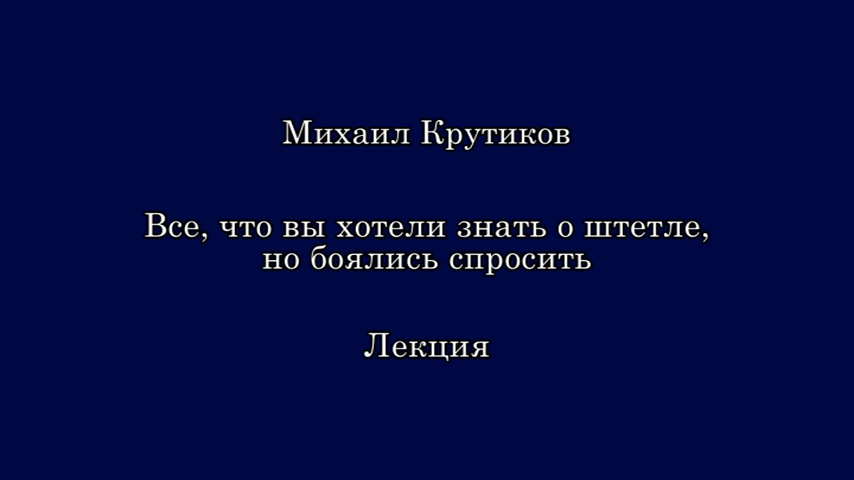 Михаил Крутиков
Все, что вы хотели знать о штетле,
но боялись спросить
Лекция